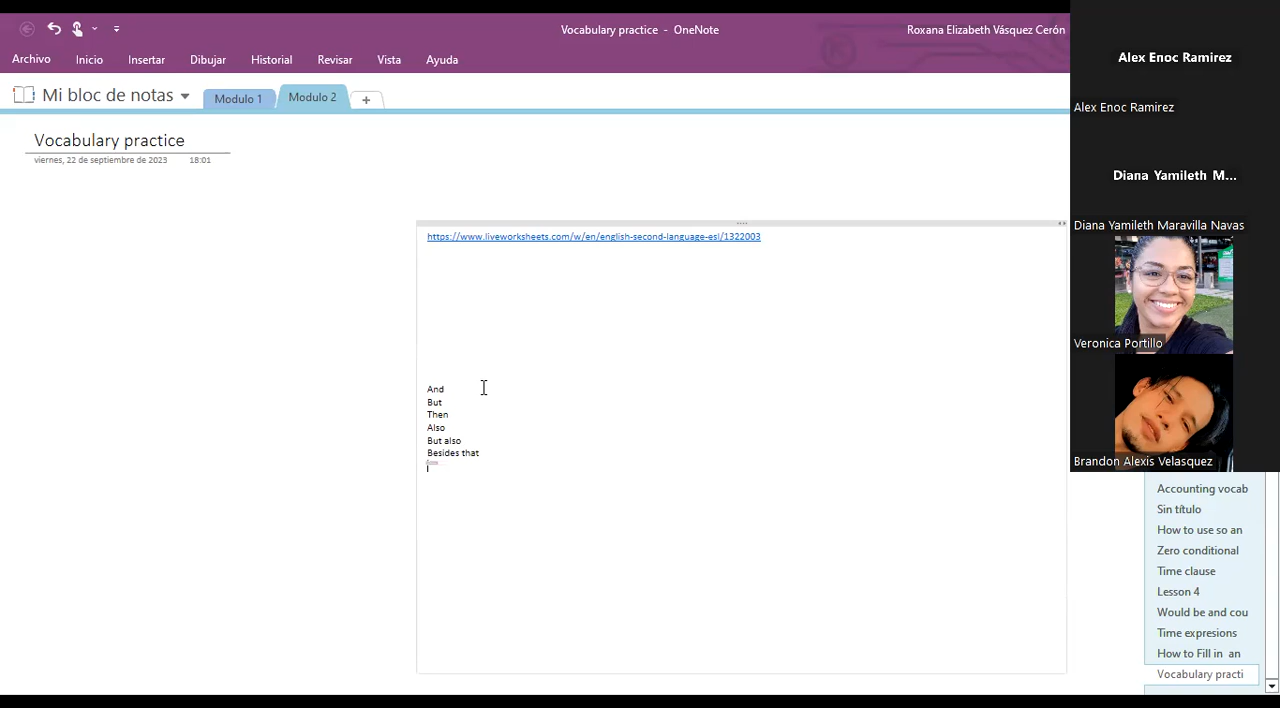 Vocabulary practice - OneNote
Roxana Elizabeth Vásquez Cerón
Archivo
Inicio
Insertar
Dibujar
Historial
Revisar
Vista
Ayuda
Mi bloc de notas
Modulo 1
Modulo 2
Vocabulary practice
viernes, 22 de septiembre de 2023
18:01
https://www.liveworksheets.com/w/en/english-second-language-esl/1322003
And
But
Then
Also
But also
Besides that
Alex Enoc Ramirez
Alex Enoc Ramirez
Diana Yamileth M...
Diana Yamileth Maravilla Navas
Veronica Portillo
Brandon Alexis Velasquez
Accounting vocab
Sin título
How to use so an
Zero conditional
Time clause
Lesson 4
Would be and cou
Time expresions
How to Fill in an
Vocabulary practi